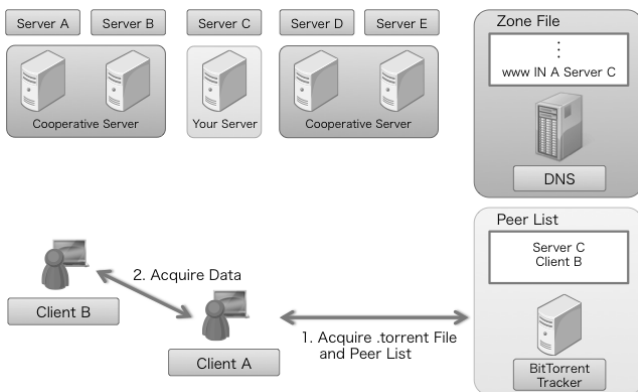 Server A
Server B
Server C
Server D
Server E
Cooperative Server
Your Server
Cooperative Server
Zone File
⋮
www IN A Server C
DNS
Peer List
Server C
Client B
BitTorrent
Tracker
Client B
2. Acquire Data
Client A
1. Acquire .torrent File
and Peer List